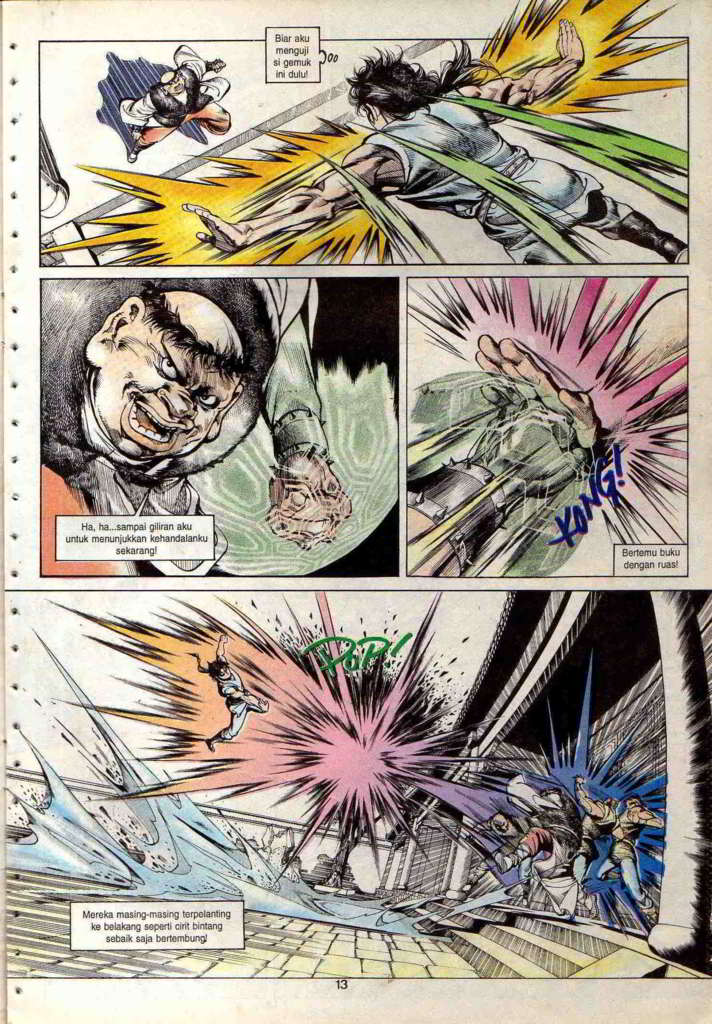 Biar aku
menguji
si gemuk
ini dulu!
Ha, ha...sampai giliran aku
untuk menunjukkan kehandalanku
sekarang!
KONG!
Bertemu buku
dengan ruas!
POP!
Mereka masing-masing terpelanting
ke belakang seperti cirit bintang
sebaik saja bertembung!
13